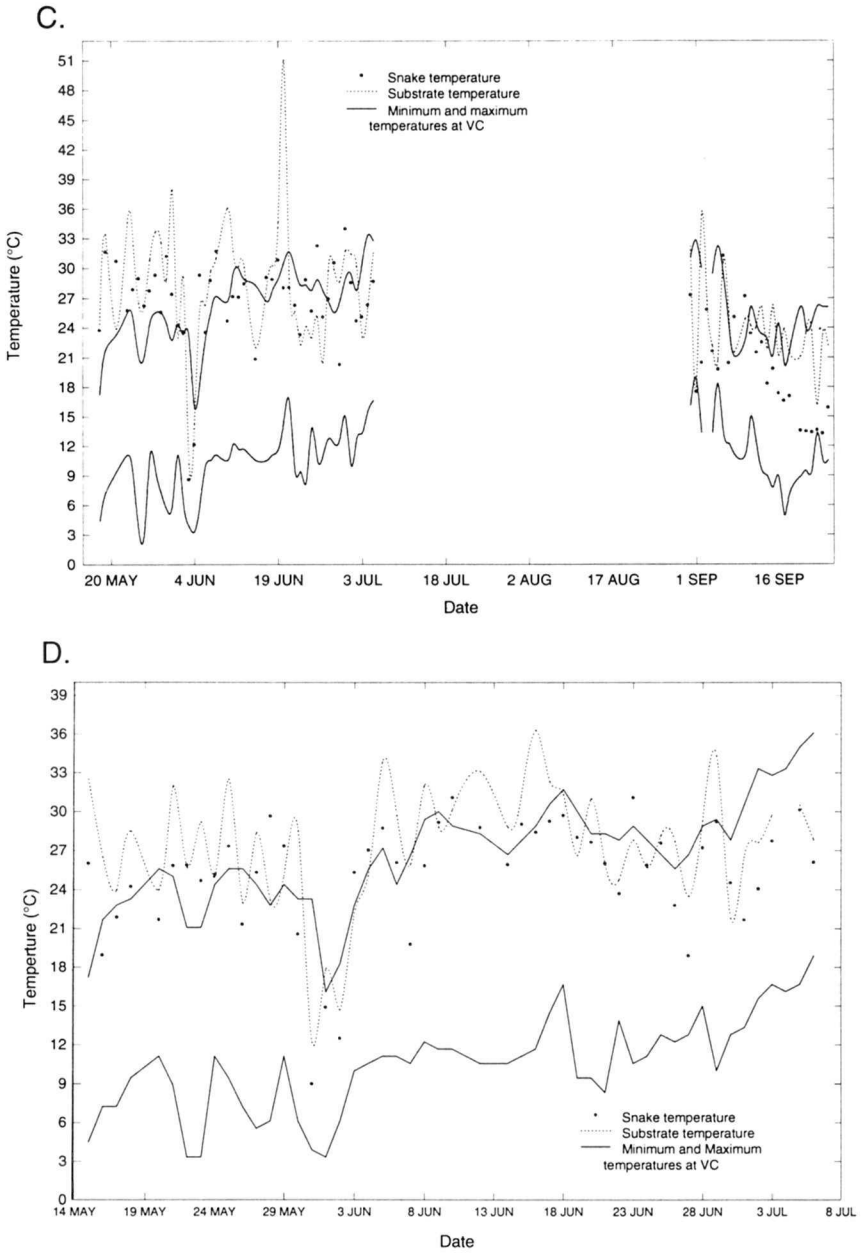 C.
51
48
45
42
39
36
33
30
27
24
21
18
15
12
9
6
3
0
Temperature (°C)
Snake temperature
Substrate temperature
Minimum and maximum
temperatures at VC
20 MAY 4 JUN 19 JUN 3 JUL 18 JUL 2 AUG 17 AUG 1 SEP 16 SEP
Date
D.
39
36
33
30
27
24
21
18
15
12
9
6
3
0
Temperture (°C)
Snake temperature
Substrate temperature
Minimum and Maximum
temperatures at VC
14 MAY 19 MAY 24 MAY 29 MAY 3 JUN 8 JUN 13 JUN 18 JUN 23 JUN 28 JUN 3 JUL 8 JUL
Date